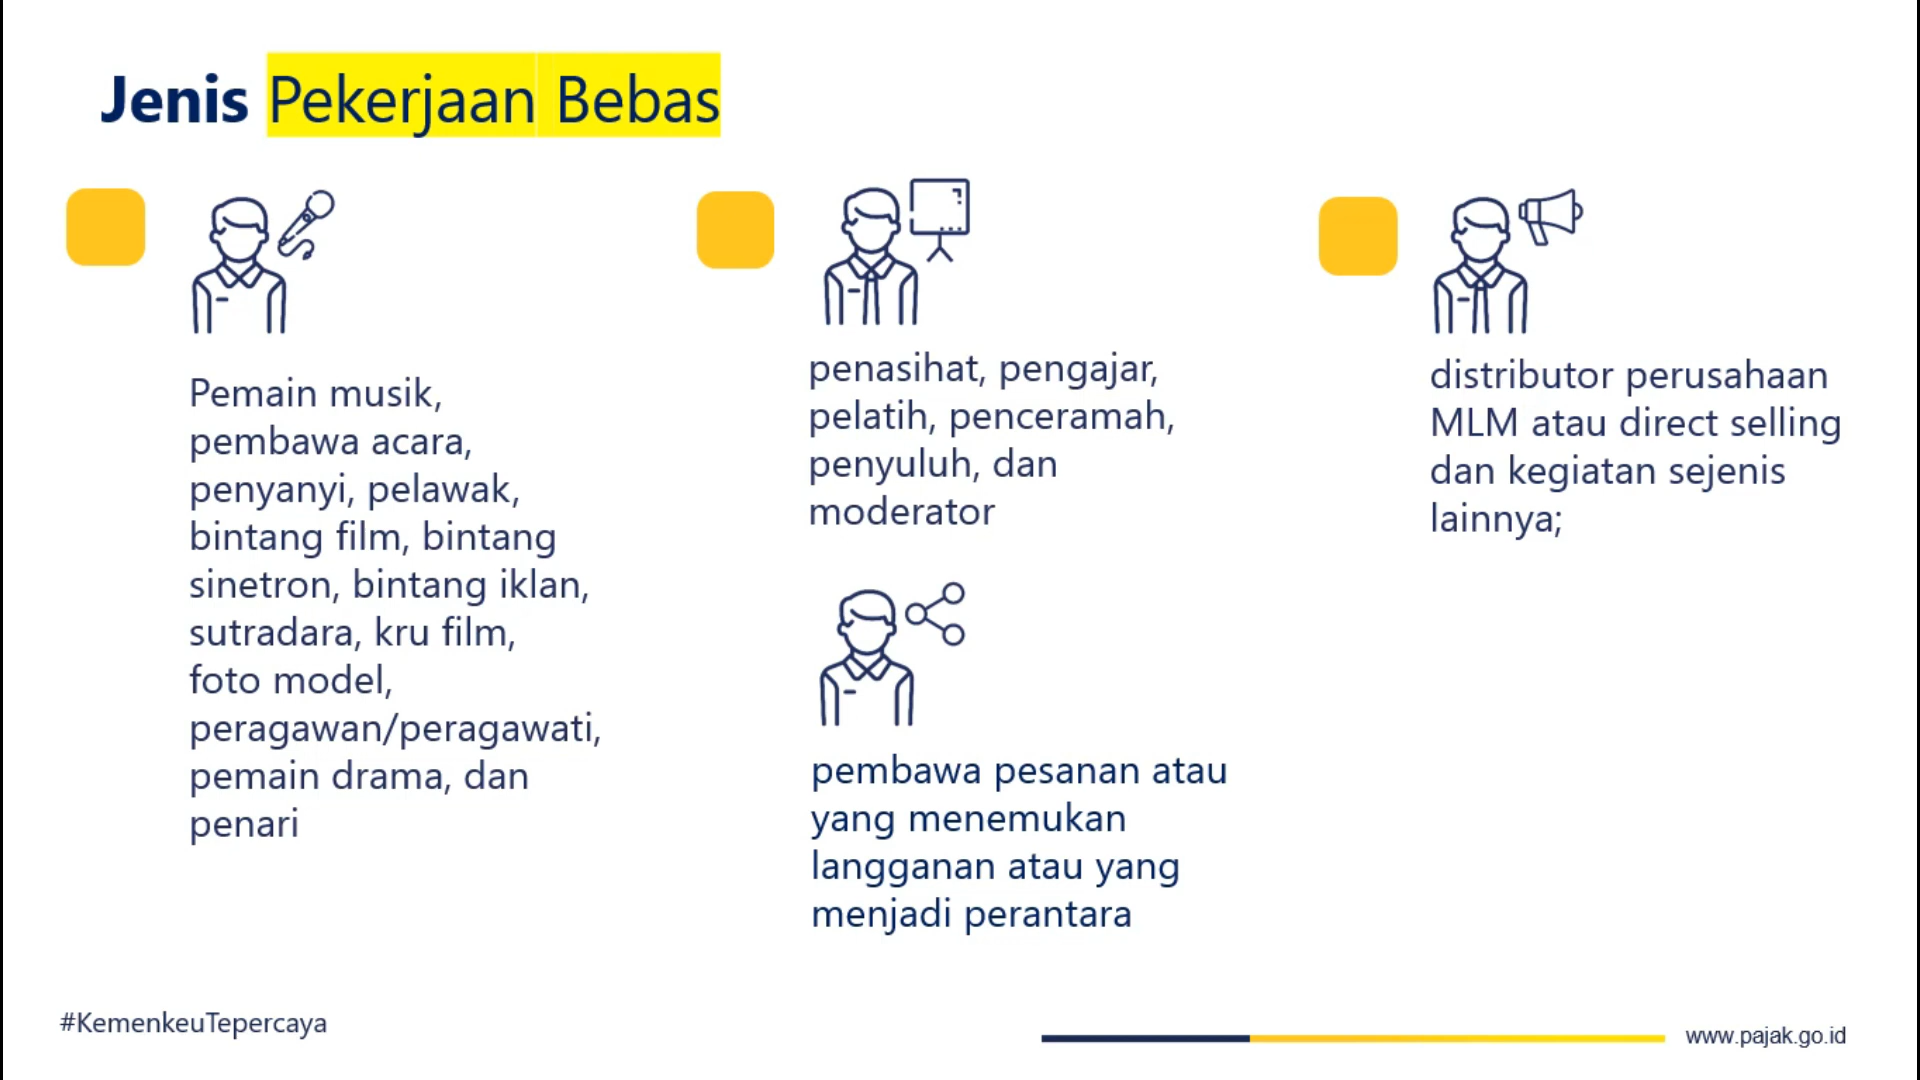 Jenis Pekerjaan Bebas
Pemain musik,
pembawa acara,
penyanyi, pelawak,
bintang film, bintang
sinetron, bintang iklan,
sutradara, kru film,
foto model,
peragawan/peragawati,
pemain drama, dan
penari
penasihat, pengajar,
pelatih, penceramah,
penyuluh, dan
moderator
pembawa pesanan atau
yang menemukan
langganan atau yang
menjadi perantara
distributor perusahaan
MLM atau direct selling
dan kegiatan sejenis
lainnya;
#KemenkeuTepercaya
www.pajak.go.id